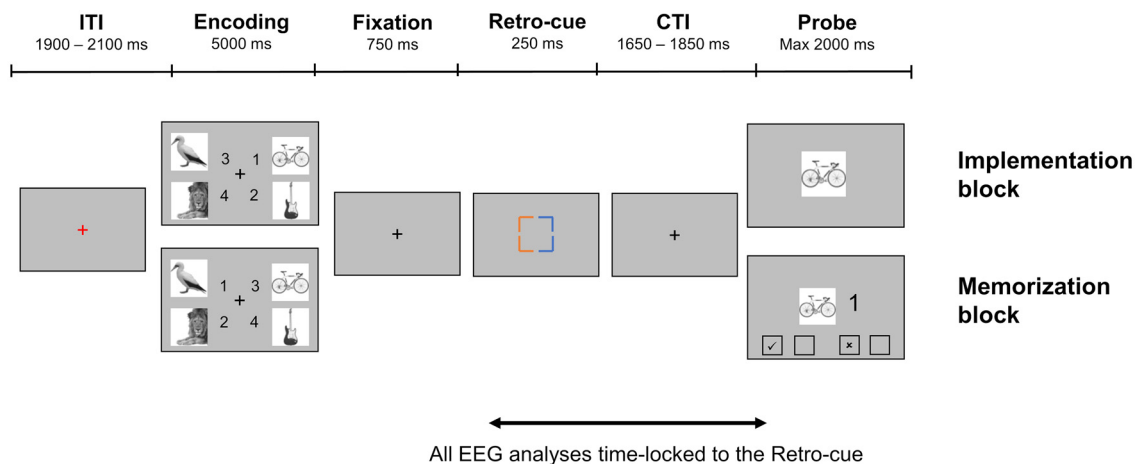 ITI Encoding Fixation Retro-cue CTI Probe
1900 – 2100 ms 5000 ms 750 ms 250 ms 1650 – 1850 ms Max 2000 ms
3 1
+
4 2
Implementation
block
+
+
+
1 3
+
2 4
1
✓ ×
Memorization
block
All EEG analyses time-locked to the Retro-cue